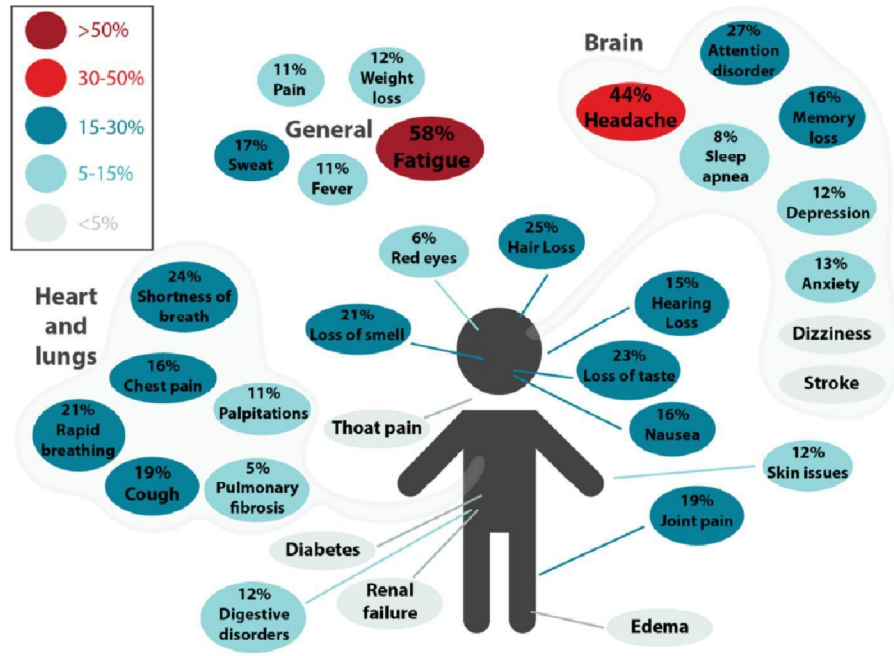 >50%
30-50%
15-30%
5-15%
<5%
General
11%
Pain
12%
Weight
loss
17%
Sweat
11%
Fever
58%
Fatigue
Brain
27%
Attention
disorder
44%
Headache
16%
Memory
loss
8%
Sleep
apnea
12%
Depression
13%
Anxiety
Dizziness
Stroke
6%
Red eyes
25%
Hair Loss
21%
Loss of smell
15%
Hearing
Loss
23%
Loss of taste
16%
Nausea
Thoat pain
Heart
and
lungs
24%
Shortness of
breath
16%
Chest pain
11%
Palpitations
21%
Rapid
breathing
19%
Cough
5%
Pulmonary
fibrosis
12%
Skin issues
19%
Joint pain
Diabetes
Renal
failure
12%
Digestive
disorders
Edema